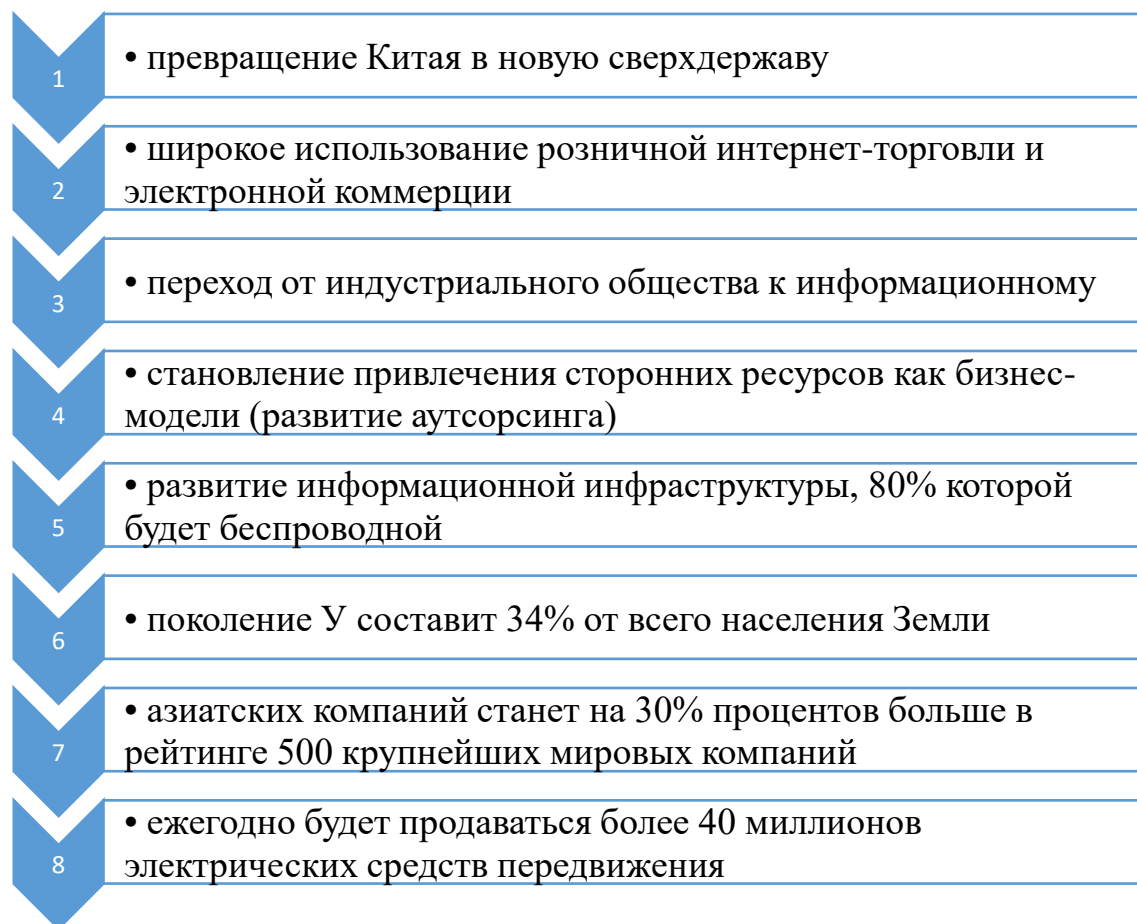 1
• превращение Китая в новую сверхдержаву
2
• широкое использование розничной интернет-торговли и
электронной коммерции
3
• переход от индустриального общества к информационному
4
• становление привлечения сторонних ресурсов как бизнес-
модели (развитие аутсорсинга)
5
• развитие информационной инфраструктуры, 80% которой
будет беспроводной
6
• поколение У составит 34% от всего населения Земли
7
• азиатских компаний станет на 30% процентов больше в
рейтинге 500 крупнейших мировых компаний
8
• ежегодно будет продаваться более 40 миллионов
электрических средств передвижения